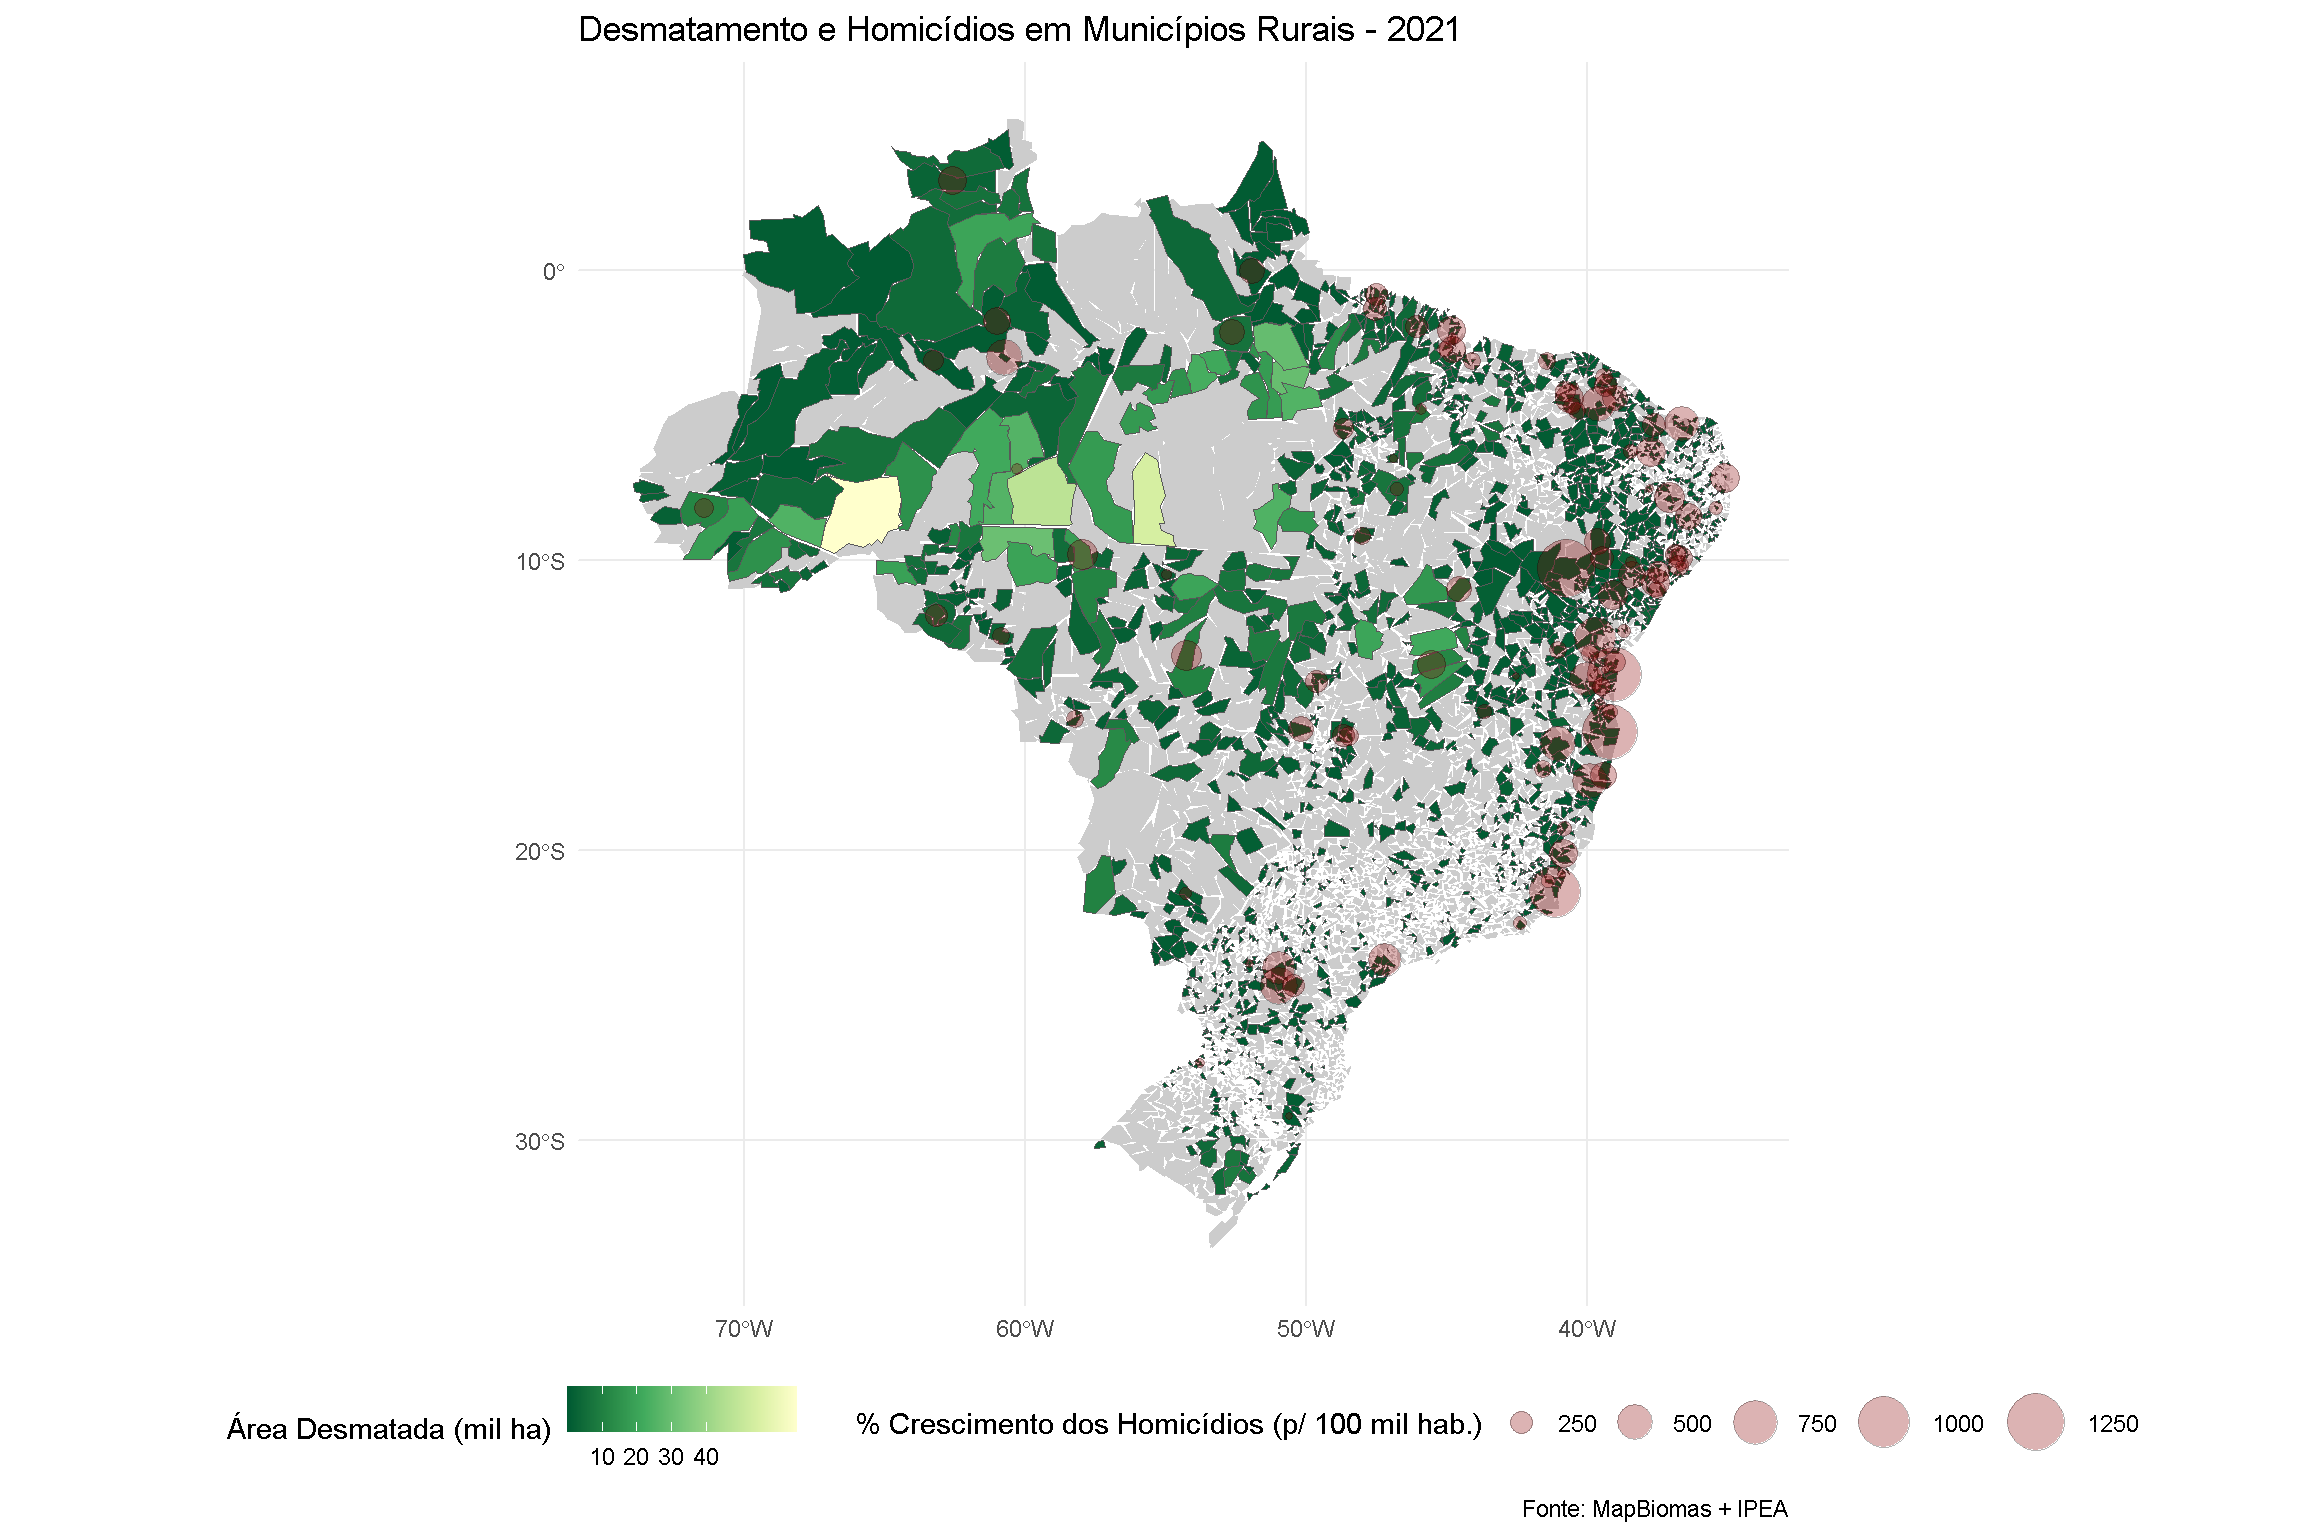 Desmatamento e Homicídios em Municípios Rurais - 2021
0°
10°S
20°S
30°S
70°W 60°W 50°W 40°W
Área Desmatada (mil ha)
10 20 30 40
% Crescimento dos Homicídios (p/ 100 mil hab.) 250 500 750 1000 1250
Fonte: MapBiomas + IPEA